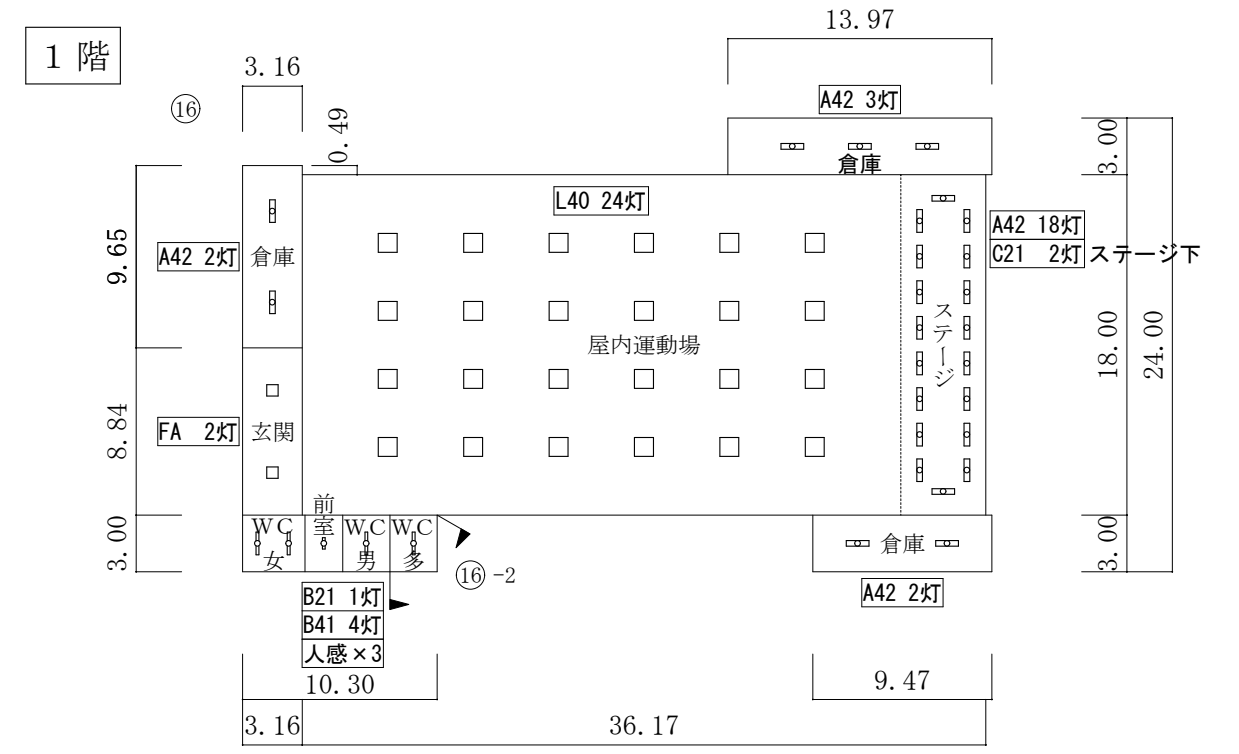 13.97
1 階
3.16
⑯
0.49
A42 3灯
倉庫
3.00
L40 24灯
A42 18灯
C21 2灯 ステージ下
9.65
A42 2灯
倉庫
屋内運動場
ステージ
18.00
24.00
8.84
FA 2灯
玄関
3.00
WC
女
前室
WC
男
WC
多
⑯-2
倉庫
3.00
B21 1灯
B41 4灯
人感×3
A42 2灯
10.30
9.47
3.16
36.17